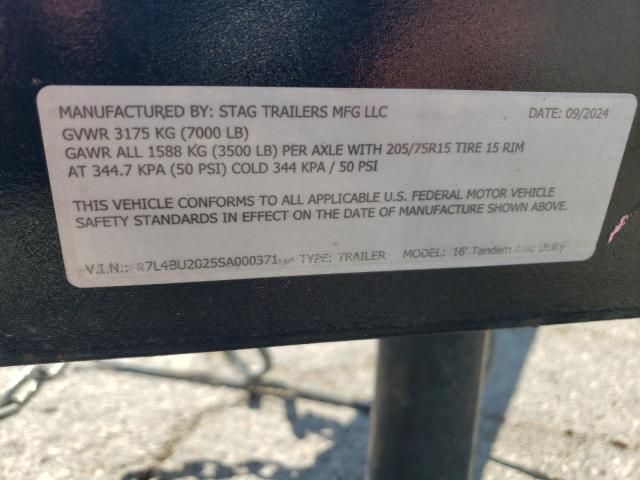 MANUFACTURED BY: STAG TRAILERS MFG LLC DATE: 09/2024
GVWR 3175 KG (7000 LB)
GAWR ALL 1588 KG (3500 LB) PER AXLE WITH 205/75R15 TIRE 15 RIM
AT 344.7 KPA (50 PSI) COLD 344 KPA / 50 PSI
THIS VEHICLE CONFORMS TO ALL APPLICABLE U.S. FEDERAL MOTOR VEHICLE
SAFETY STANDARDS IN EFFECT ON THE DATE OF MANUFACTURE SHOWN ABOVE.
V.I.N.: TYPE: TRAILER MODEL: 16' Tandem Axle Utility